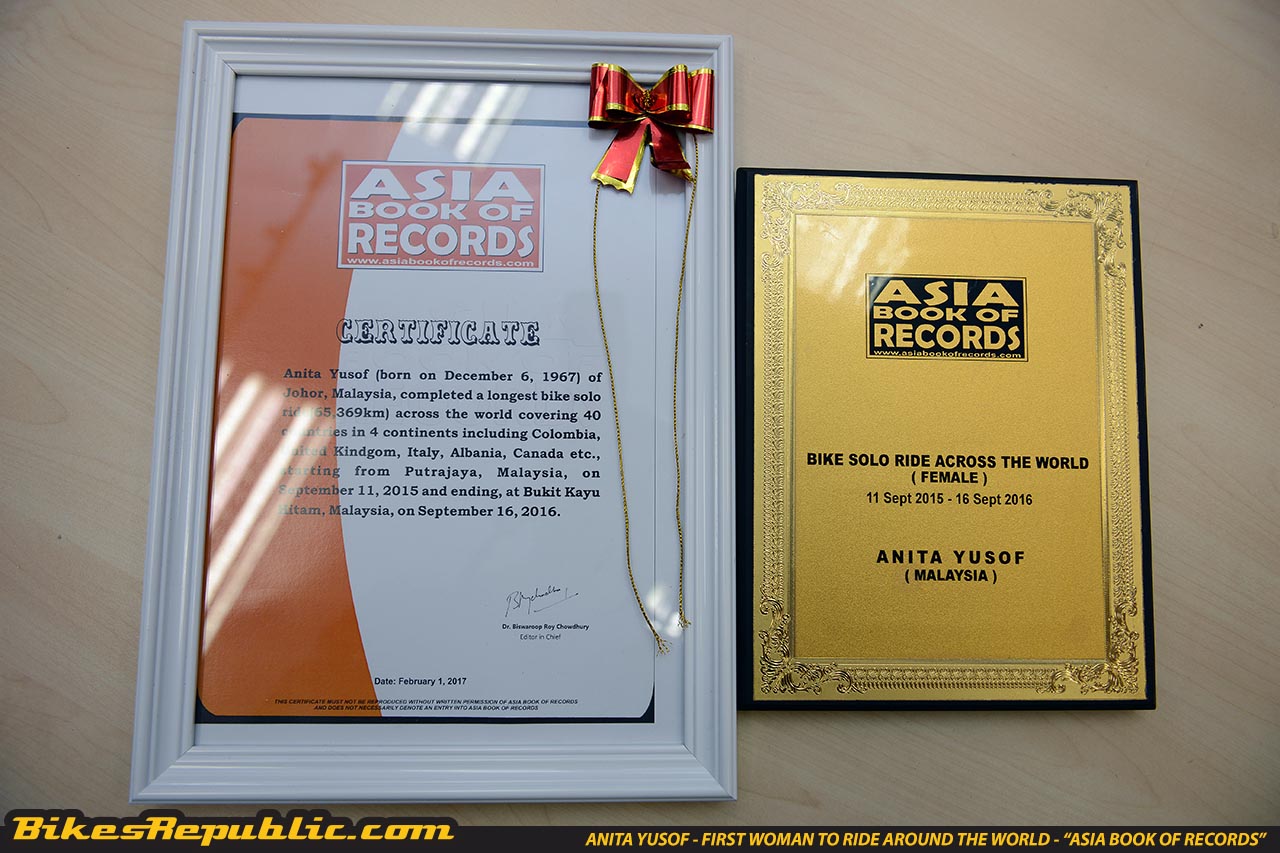 ASIA
BOOK OF
RECORDS
www.asiabookofrecords.com
CERTIFICATE
Anita Yusof (born on December 6, 1967) of
Johor, Malaysia, completed a longest bike solo
ride (65,369km) across the world covering 40
countries in 4 continents including Colombia,
United Kindgom, Italy, Albania, Canada etc.,
starting from Putrajaya, Malaysia, on
September 11, 2015 and ending, at Bukit Kayu
Hitam, Malaysia, on September 16, 2016.
Dr. Biswaroop Roy Chowdhury
Editor in Chief
Date: February 1, 2017
THIS CERTIFICATE MUST NOT BE REPRODUCED WITHOUT WRITTEN PERMISSION OF ASIA BOOK OF RECORDS
AND DOES NOT NECESSARILY DENOTE AN ENTRY INTO ASIA BOOK OF RECORDS
ASIA
BOOK OF
RECORDS
www.asiabookofrecords.com
BIKE SOLO RIDE ACROSS THE WORLD
( FEMALE )
11 Sept 2015 - 16 Sept 2016
ANITA YUSOF
( MALAYSIA )
BikesRepublic.com
ANITA YUSOF - FIRST WOMAN TO RIDE AROUND THE WORLD - “ASIA BOOK OF RECORDS”